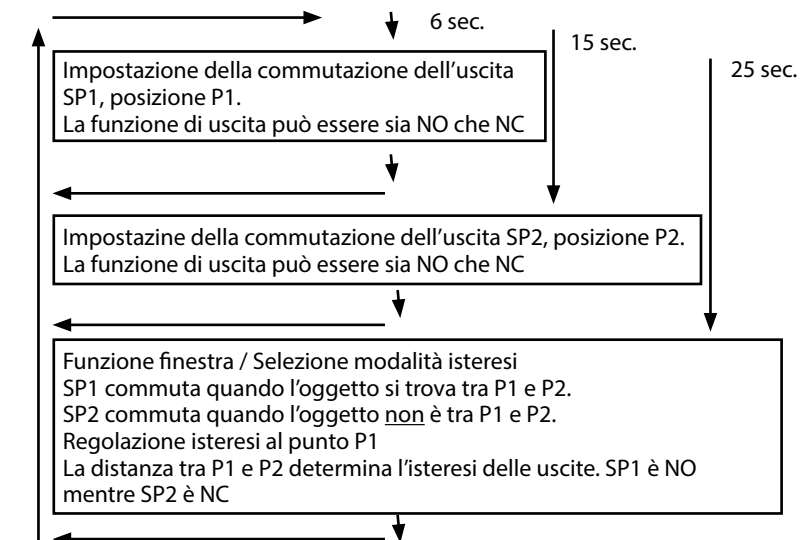 6 sec.
15 sec.
25 sec.
Impostazione della commutazione dell'uscita
SP1, posizione P1.
La funzione di uscita può essere sia NO che NC
Impostazine della commutazione dell'uscita SP2, posizione P2.
La funzione di uscita può essere sia NO che NC
Funzione finestra / Selezione modalità isteresi
SP1 commuta quando l'oggetto si trova tra P1 e P2.
SP2 commuta quando l'oggetto non è tra P1 e P2.
Regolazione isteresi al punto P1
La distanza tra P1 e P2 determina l'isteresi delle uscite. SP1 è NO
mentre SP2 è NC